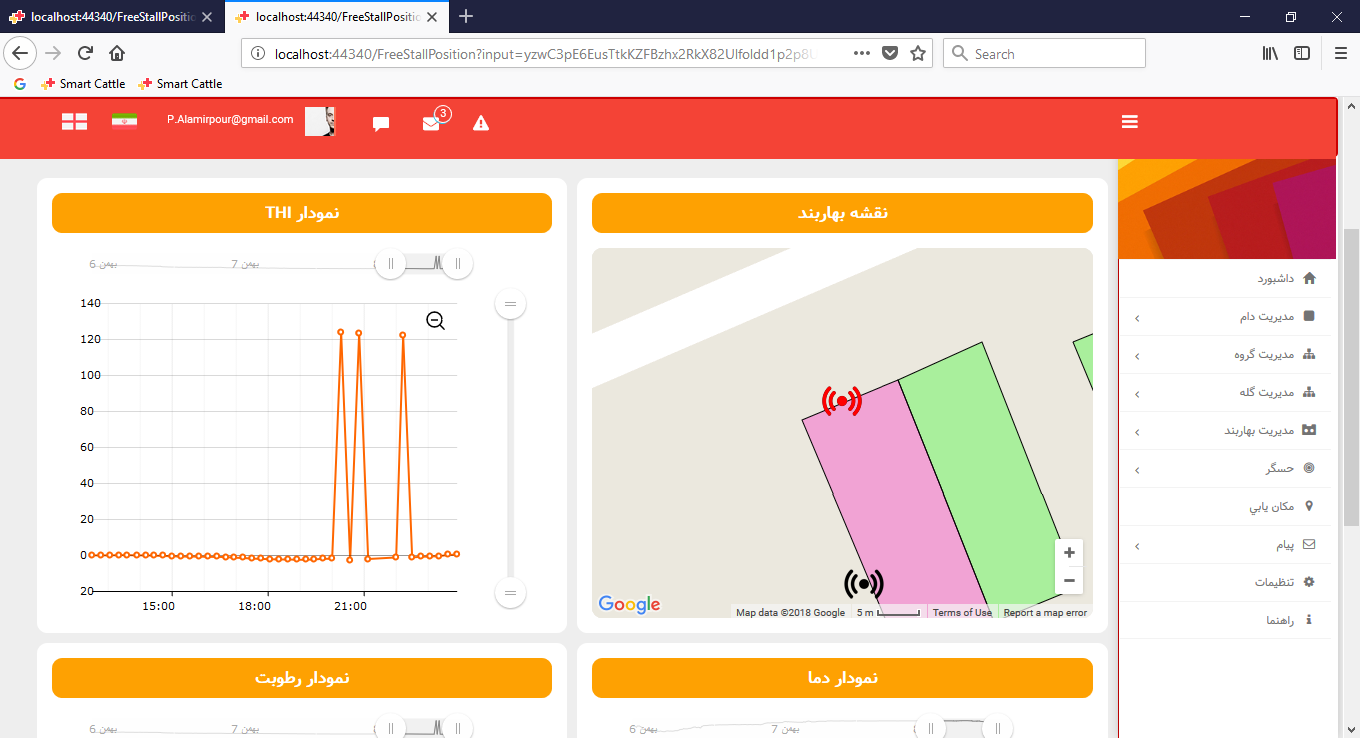 localhost:44340/FreeStallPositic
localhost:44340/FreeStallPositic
localhost:44340/FreeStallPosition?input=yzwC3pE6EusTtkKZFBzhx2RkX82Ulfoldd1p2p8
Search
Smart Cattle
Smart Cattle
P.Alamirpour@gmail.com
3
نقشه بهاربند
Google
Map data ©2018 Google
5 m
Terms of Use
Report a map error
نمودار THI
بهمن 6
بهمن 7
140
120
100
80
60
40
20
0
20
15:00
18:00
21:00
نمودار دما
بهمن 6
بهمن 7
نمودار رطوبت
بهمن 6
بهمن 7
داشبورد
مدیریت دام
مدیریت گروه
مدیریت گله
مدیریت بهاربند
حسگر
مکان يابي
پیام
تنظیمات
راهنما